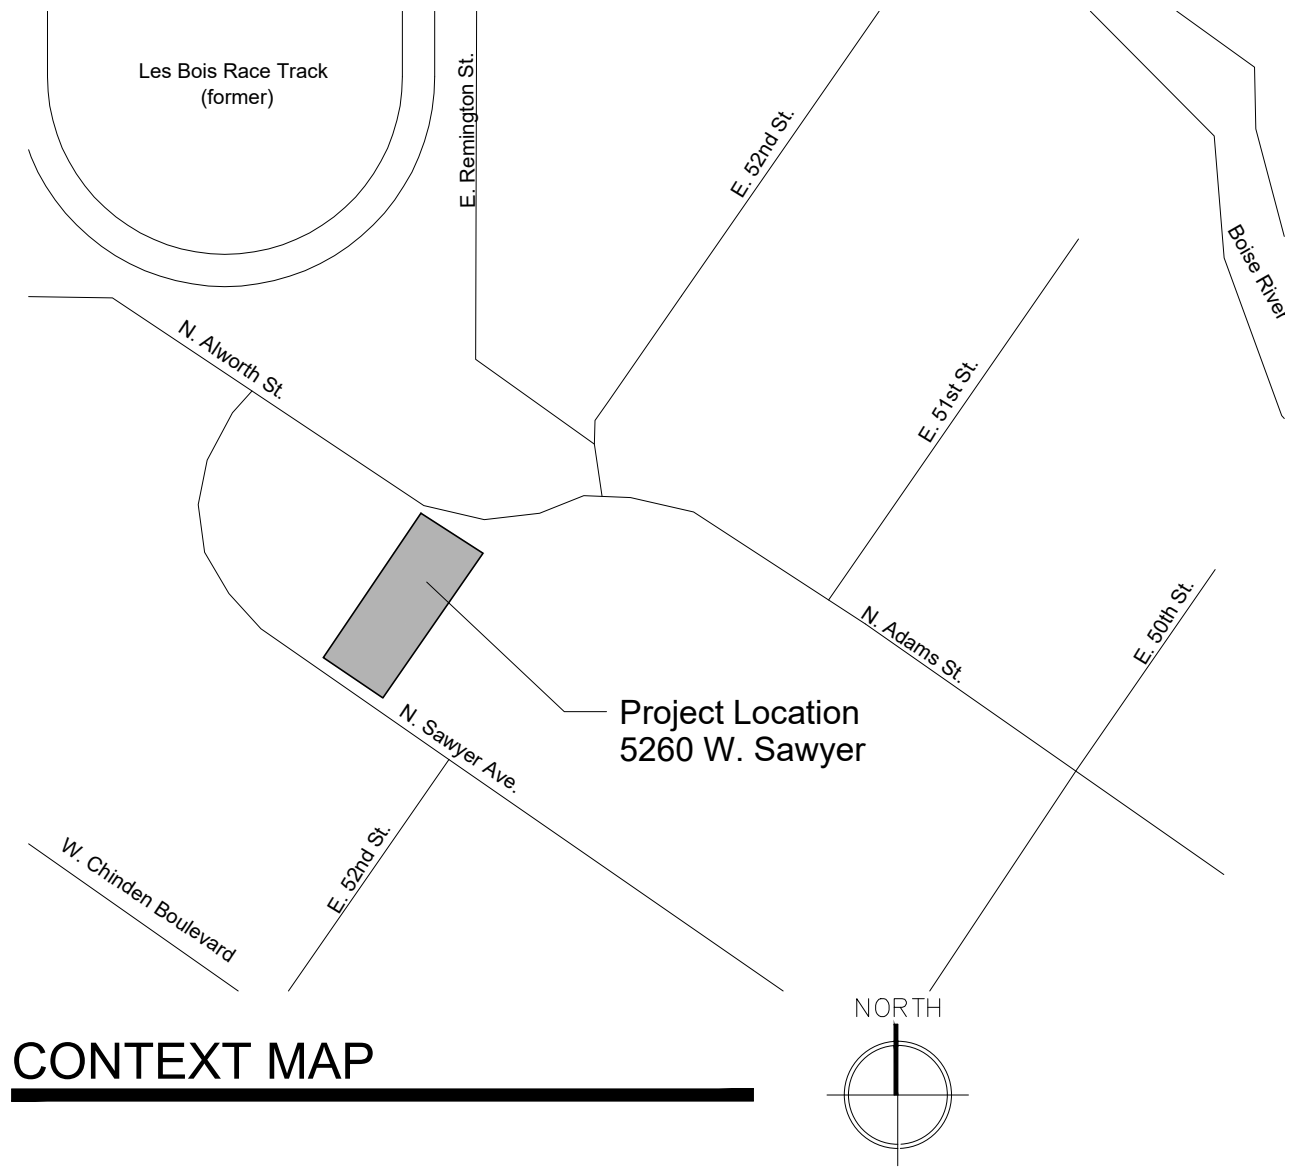 Les Bois Race Track
(former)
E. Remington St.
E. 52nd St.
Boise River
N. Alworth St.
E. 51st St.
E. 50th St.
N. Adams St.
Project Location
5260 W. Sawyer
N. Sawyer Ave.
E. 52nd St.
W. Chinden Boulevard
NORTH
CONTEXT MAP